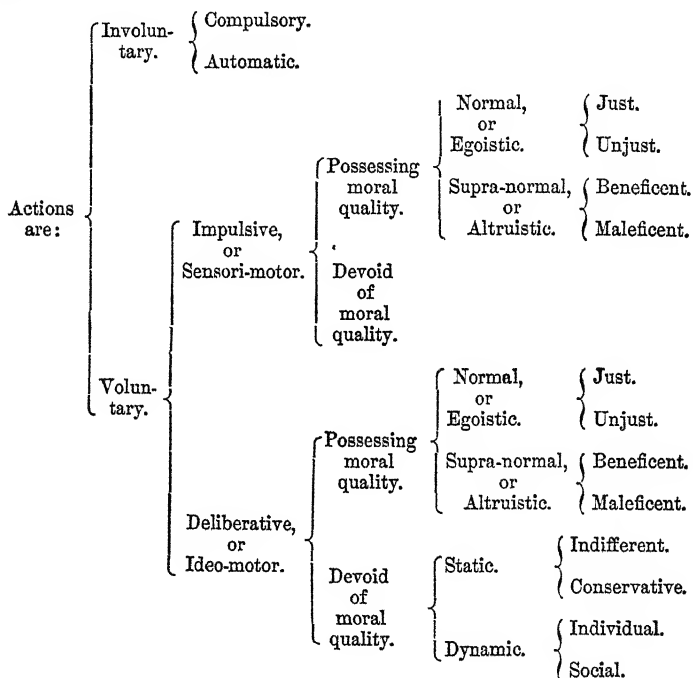 Actions
are:
Involun-
tary.
Compulsory.
Automatic.
Volun-
tary.
Impulsive,
or
Sensori-motor.
Possessing
moral
quality.
Normal,
or
Egoistic.
Just.
Unjust.
Supra-normal,
or
Altruistic.
Beneficent.
Maleficent.
Devoid
of
moral
quality.
Deliberative,
or
Ideo-motor.
Possessing
moral
quality.
Normal,
or
Egoistic.
Just.
Unjust.
Supra-normal,
or
Altruistic.
Beneficent.
Maleficent.
Devoid
of
moral
quality.
Static.
Indifferent.
Conservative.
Dynamic.
Individual.
Social.